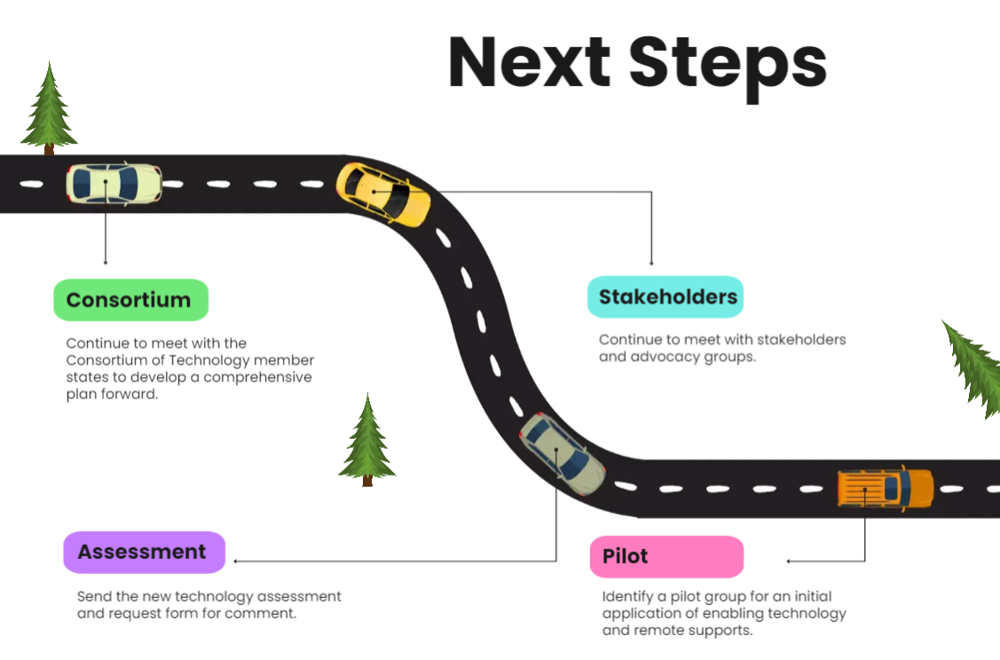 Next Steps
Consortium
Continue to meet with the
Consortium of Technology member
states to develop a comprehensive
plan forward.
Stakeholders
Continue to meet with stakeholders
and advocacy groups.
Assessment
Send the new technology assessment
and request form for comment.
Pilot
Identify a pilot group for an initial
application of enabling technology
and remote supports.